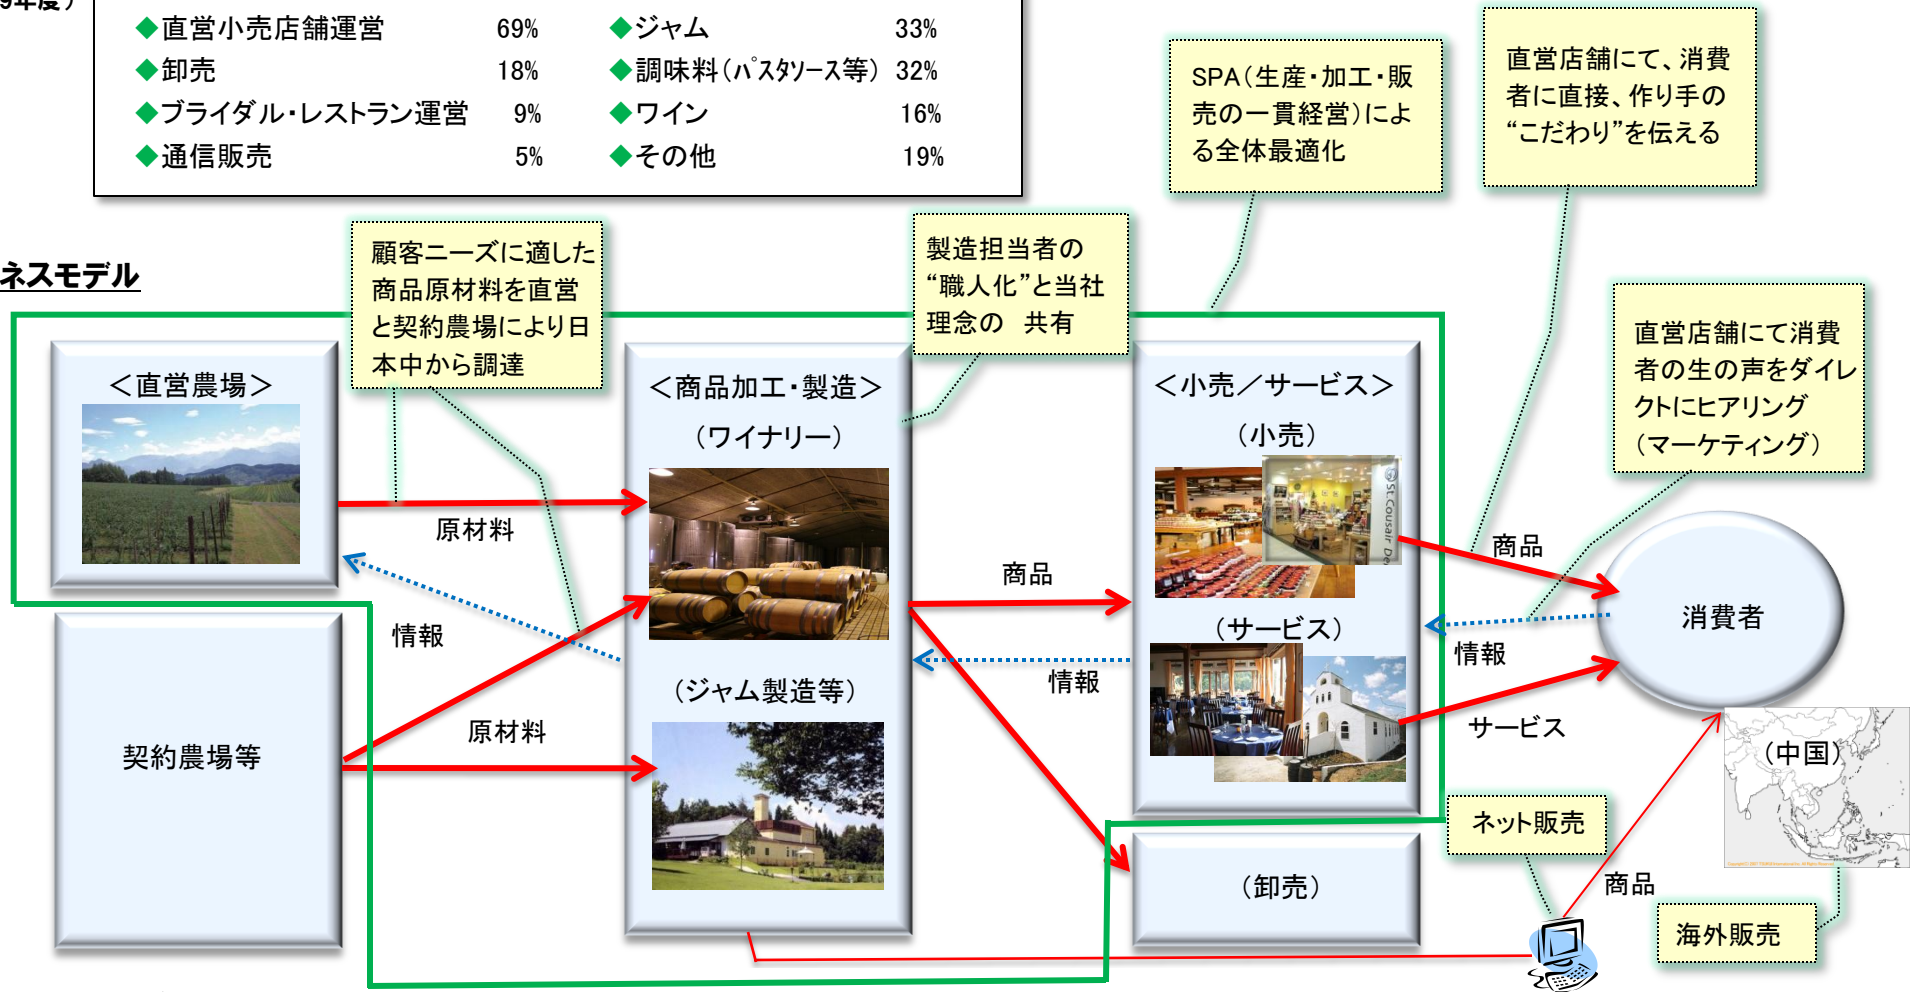 9年度）
◆直営小売店舗運営 69% ◆ジャム 33%
◆卸売 18% ◆調味料（パスタソース等） 32%
◆ブライダル・レストラン運営 9% ◆ワイン 16%
◆通信販売 5% ◆その他 19%
SPA（生産・加工・販
売の一貫経営）によ
る全体最適化
直営店舗にて、消費
者に直接、作り手の
“こだわり”を伝える
ネスモデル
顧客ニーズに適した
商品原材料を直営
と契約農場により日
本中から調達
製造担当者の
“職人化”と当社
理念の　共有
直営店舗にて消費
者の生の声をダイレ
クトにヒアリング
（マーケティング）
＜直営農場＞
＜商品加工・製造＞
（ワイナリー）
＜小売／サービス＞
（小売）
St.Cousair De
原材料
商品
商品
（サービス）
消費者
情報
情報
情報
（ジャム製造等）
原材料
サービス
契約農場等
（中国）
ネット販売
（卸売）
商品
海外販売